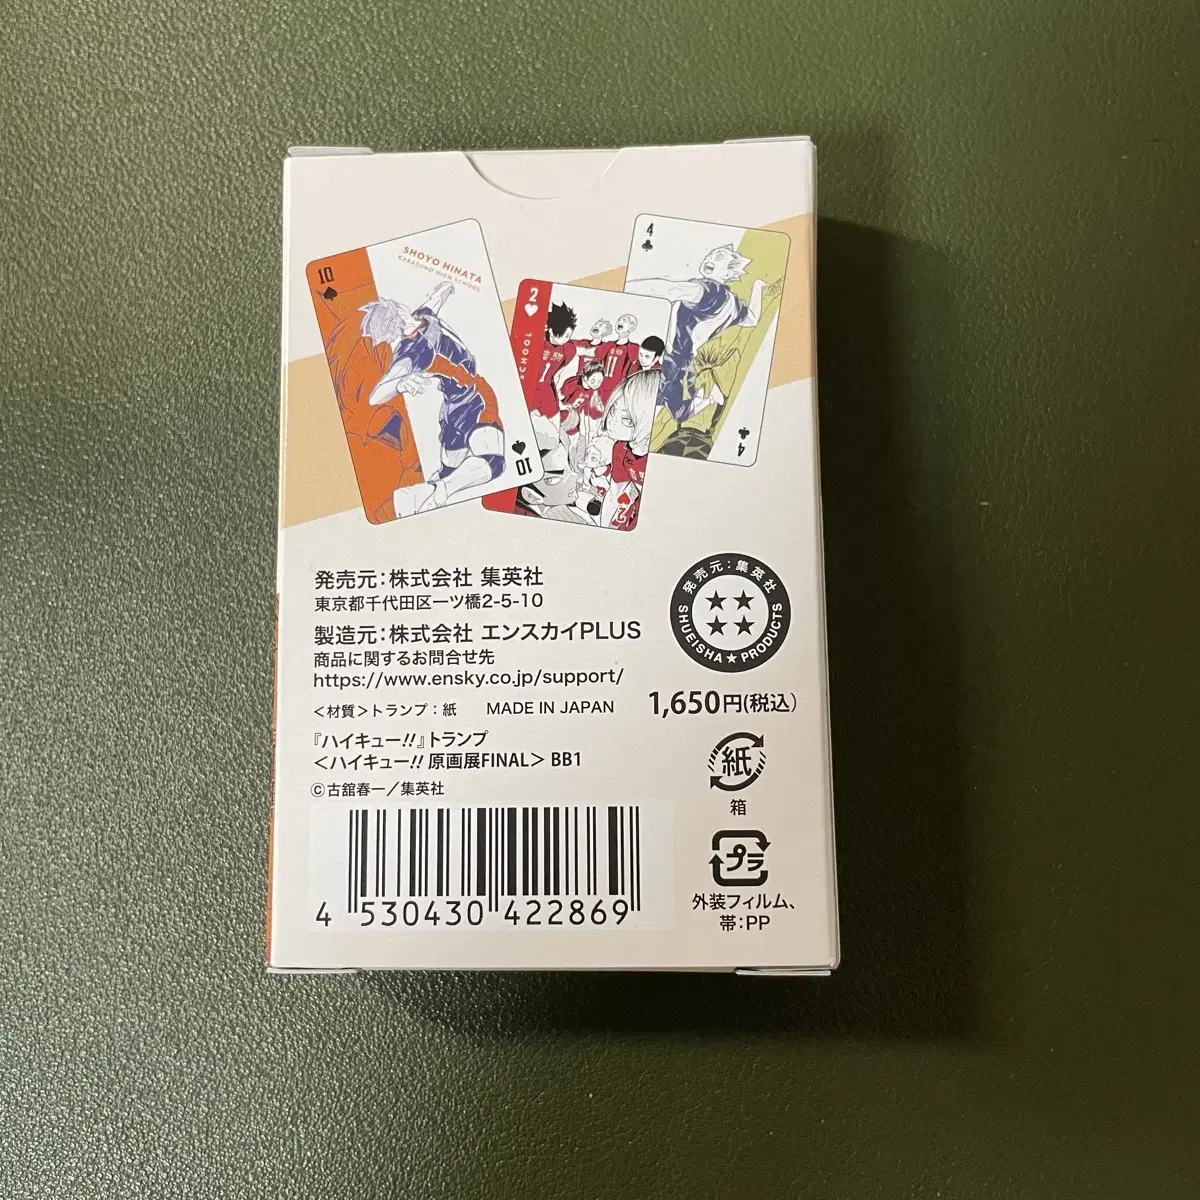 10
SHOYO HINATA
KARASUNO HIGH SCHOOL
10
2
音駒
1
11
2
4
4
発売元:株式会社 集英社
東京都千代田区一ツ橋2-5-10
製造元:株式会社 エンスカイPLUS
商品に関するお問合せ先
https://www.ensky.co.jp/support/
発売元:集英社
SHUEISHA★PRODUCTS
<材質>トランプ:紙 MADE IN JAPAN
1,650円(税込)
『ハイキュー!!』トランプ
<ハイキュー!! 原画展FINAL> BB1
©古舘春一/集英社
紙
箱
プラ
外装フィルム、
帯:PP
4 530430 422869